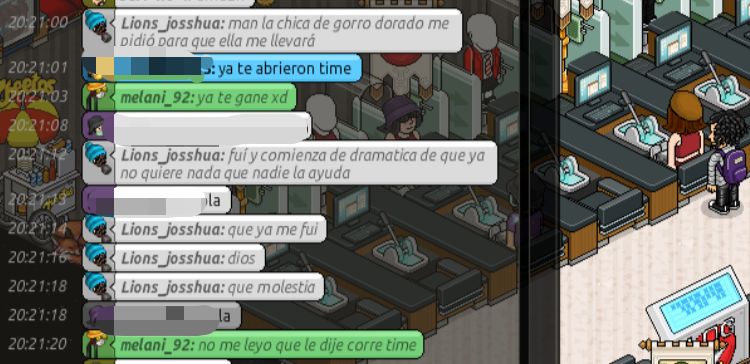 20:21:00 Lions_josshua: man la chica de gorro dorado me
pidió para que ella me llevará
20:21:01 s: ya te abrieron time
20:21:03 melani_92: ya te gane xd
20:21:08
20:21:12 Lions_josshua: fuí y comienza de dramatica de que ya
no quiere nada que nadie la ayuda
20:21:13 la
20:21:14 Lions_josshua: que ya me fui
20:21:16 Lions_josshua: dios
20:21:18 Lions_josshua: que molestia
20:21:18 la
20:21:20 melani_92: no me leyo que le dije corre time